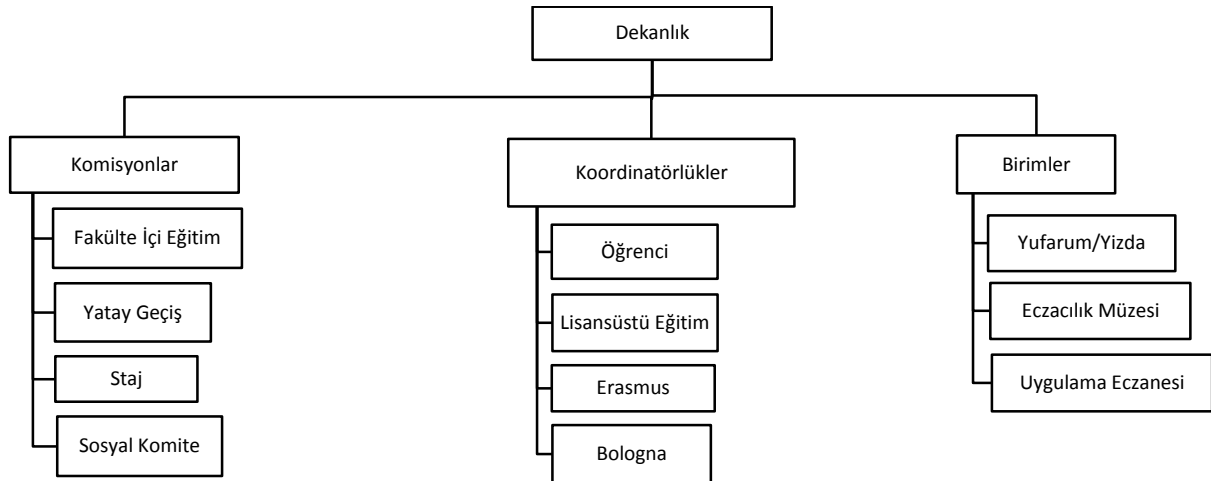 Dekanlık
Komisyonlar
Fakülte İçi Eğitim
Yatay Geçiş
Staj
Sosyal Komite
Koordinatörlükler
Öğrenci
Lisansüstü Eğitim
Erasmus
Bologna
Birimler
Yufarum/Yizda
Eczacılık Müzesi
Uygulama Eczanesi